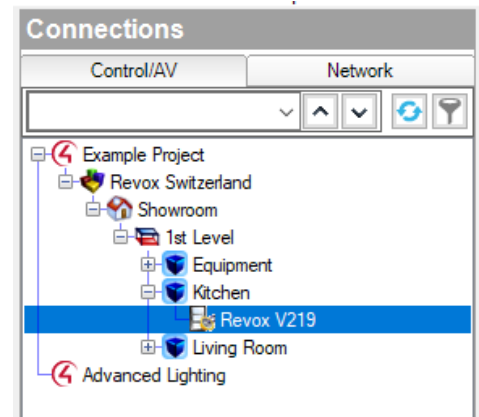 Connections
Control/AV Network
Example Project
Revox Switzerland
Showroom
1st Level
Equipment
Kitchen
Revox V219
Living Room
Advanced Lighting